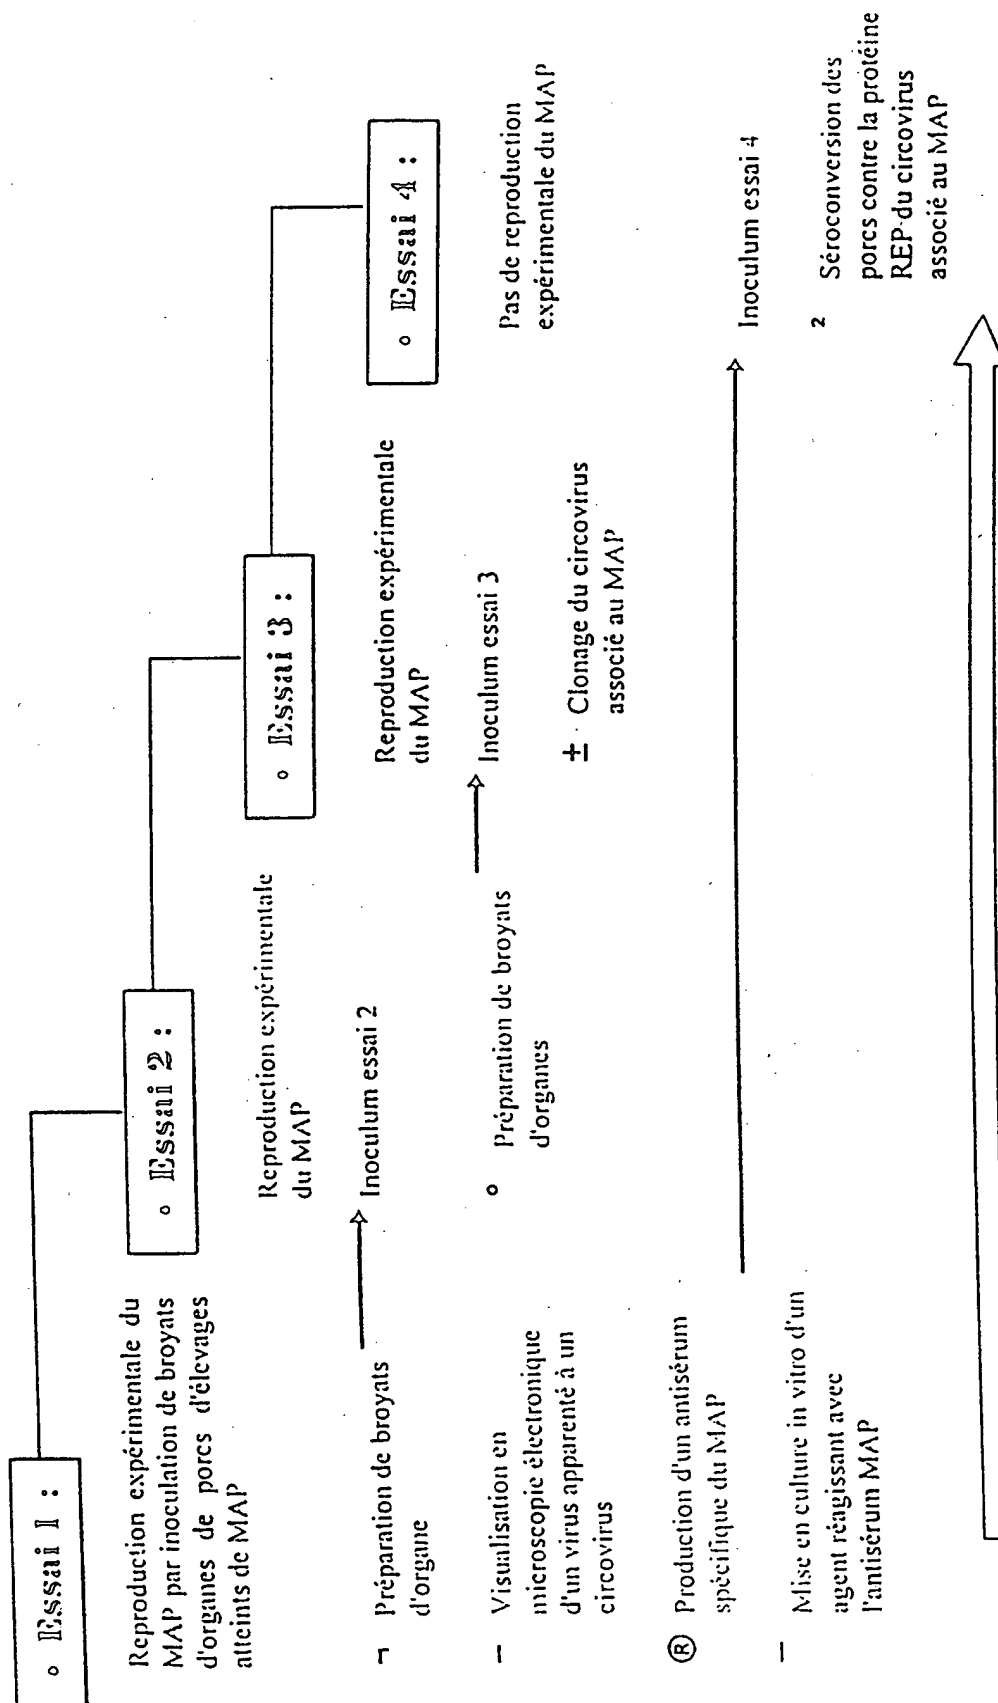 ° Essai 1 :
Reproduction expérimentale du
MAP par inoculation de broyats
d'organes de porcs d'élevages
atteints de MAP
¬ Préparation de broyats
d'organe
– Visualisation en
microscopie électronique
d'un virus apparenté à un
circovirus
® Production d'un antisérum
spécifique du MAP
– Mise en culture in vitro d'un
agent réagissant avec
l'antisérum MAP
° Essai 2 :
Reproduction expérimentale
du MAP
Inoculum essai 2
° Préparation de broyats
d'organes
° Essai 3 :
Reproduction expérimentale
du MAP
Inoculum essai 3
± Clonage du circovirus
associé au MAP
° Essai 4 :
Pas de reproduction
expérimentale du MAP
Inoculum essai 4
2 Séroconversion des
porcs contre la protéine
REP du circovirus
associé au MAP